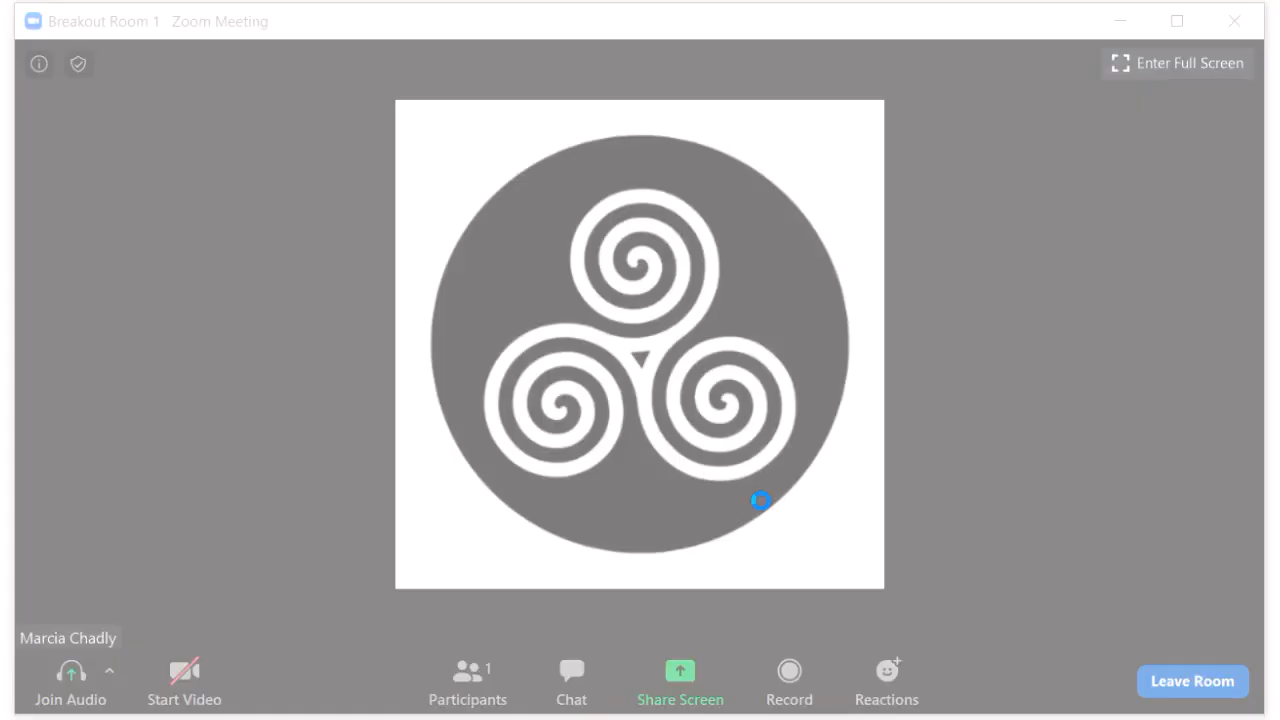 Breakout Room 1 Zoom Meeting
Enter Full Screen
Marcia Chadly
Join Audio
Start Video
1
Participants
Chat
Share Screen
Record
Reactions
Leave Room